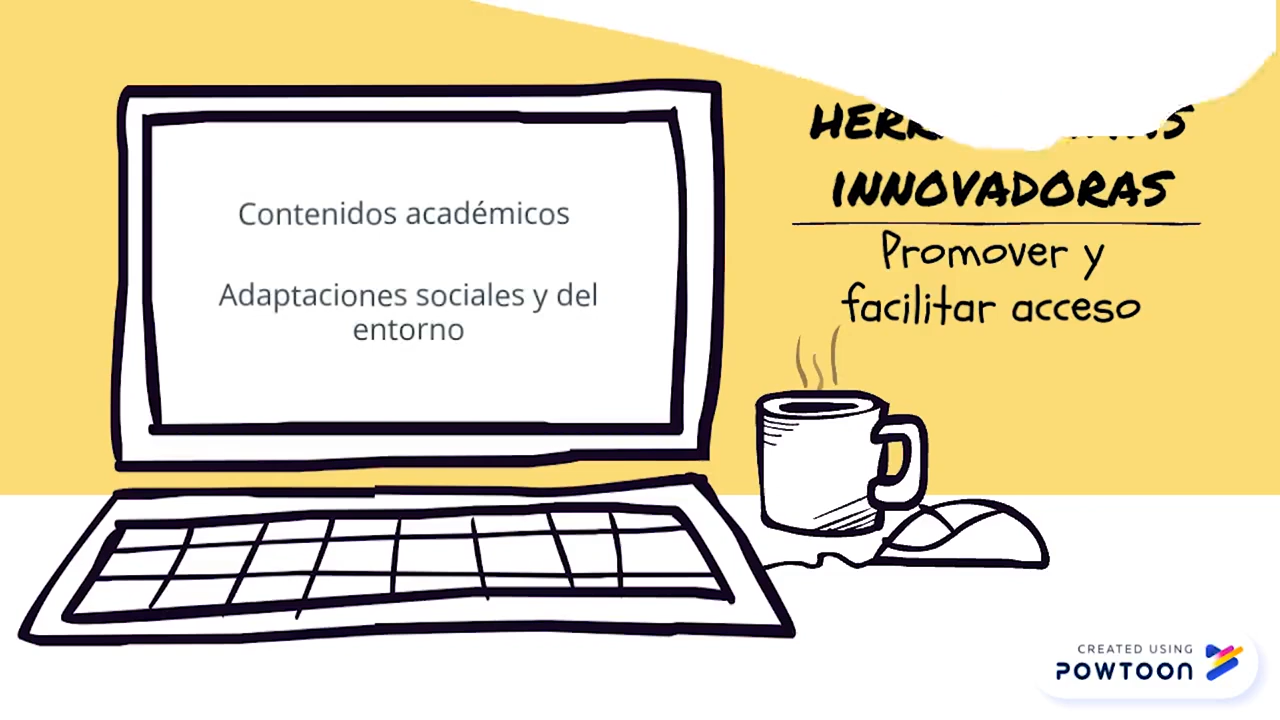 Contenidos académicos
Adaptaciones sociales y del
entorno
INNOVADORAS
Promover y
facilitar acceso
CREATED USING
POWTOON